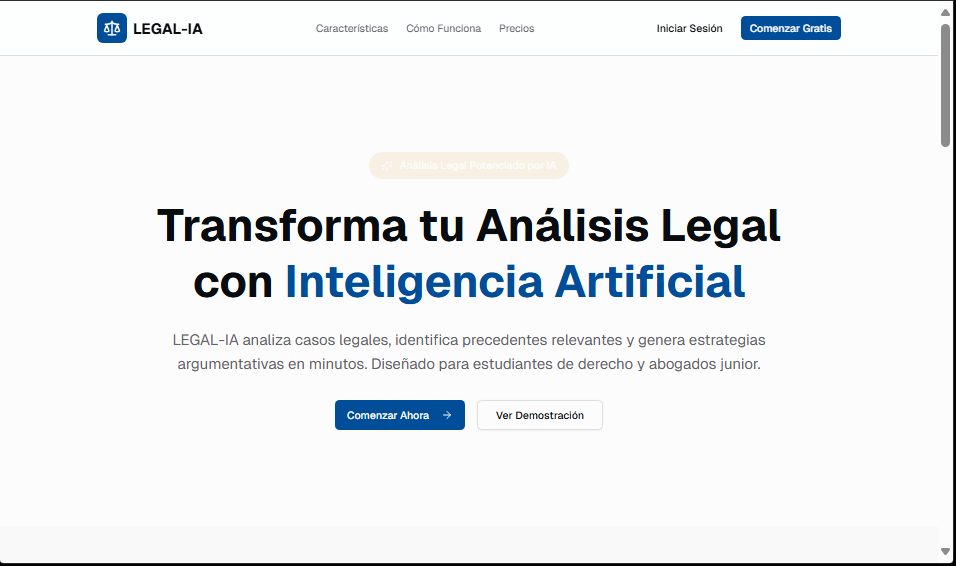 LEGAL-IA
Características
Cómo Funciona
Precios
Iniciar Sesión
Comenzar Gratis
Análisis Legal Potenciado por IA
Transforma tu Análisis Legal
con Inteligencia Artificial
LEGAL-IA analiza casos legales, identifica precedentes relevantes y genera estrategias
argumentativas en minutos. Diseñado para estudiantes de derecho y abogados junior.
Comenzar Ahora
Ver Demostración